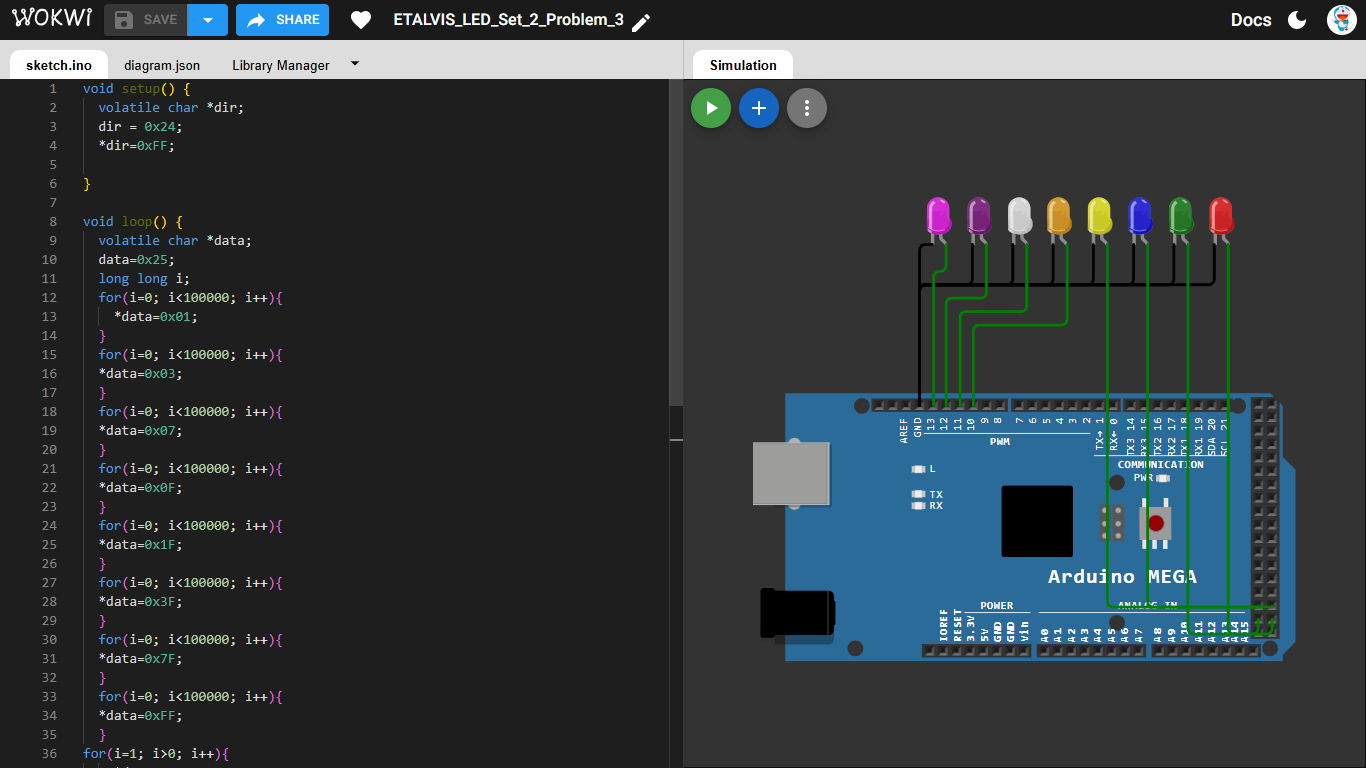 WOKWI SAVE SHARE ETALVIS_LED_Set_2_Problem_3 Docs
sketch.ino diagram.json Library Manager Simulation
1 void setup() {
2 volatile char *dir;
3 dir = 0x24;
4 *dir=0xFF;
5
6 }
7
8 void loop() {
9 volatile char *data;
10 data=0x25;
11 long long i;
12 for(i=0; i<100000; i++){
13 *data=0x01;
14 }
15 for(i=0; i<100000; i++){
16 *data=0x03;
17 }
18 for(i=0; i<100000; i++){
19 *data=0x07;
20 }
21 for(i=0; i<100000; i++){
22 *data=0x0F;
23 }
24 for(i=0; i<100000; i++){
25 *data=0x1F;
26 }
27 for(i=0; i<100000; i++){
28 *data=0x3F;
29 }
30 for(i=0; i<100000; i++){
31 *data=0x7F;
32 }
33 for(i=0; i<100000; i++){
34 *data=0xFF;
35 }
36 for(i=1; i>0; i++){
AREF GND 13 12 11 10 9 8 7 6 5 4 3 2 TX→ 1 RX← 0 TX3 14 RX3 15 TX2 16 RX2 17 TX1 18 RX1 19 SDA 20 SCL 21
PWM
COMMUNICATION
L
PWR
TX
RX
Arduino MEGA
POWER ANALOG IN
IOREF RESET 3.3V 5V GND GND Vin A0 A1 A2 A3 A4 A5 A6 A7 A8 A9 A10 A11 A12 A13 A14 A15